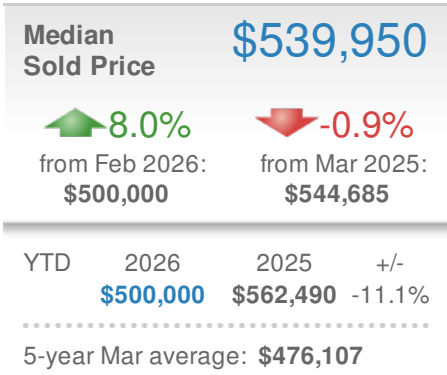 Median $539,950
Sold Price
8.0% -0.9%
from Feb 2026: from Mar 2025:
$500,000 $544,685
YTD 2026 2025 +/-
$500,000 $562,490 -11.1%
5-year Mar average: $476,107